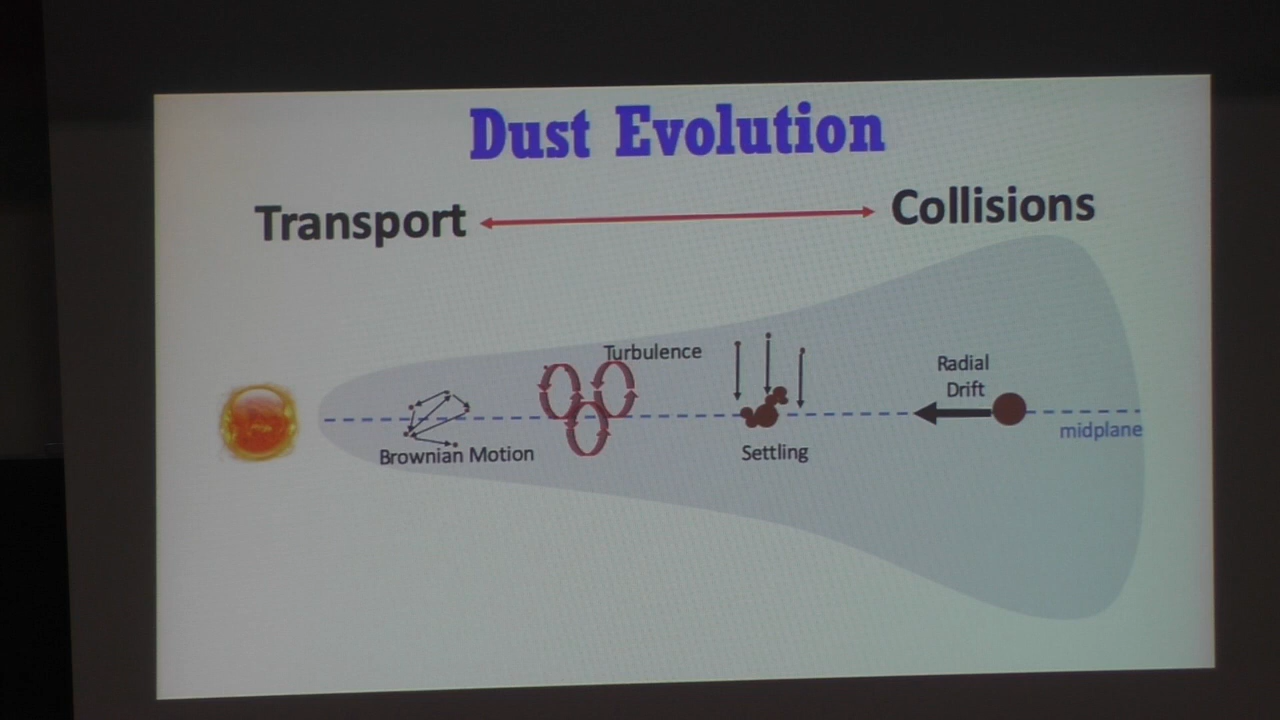 Dust Evolution
Transport
Collisions
Turbulence
Radial
Drift
midplane
Brownian Motion
Settling